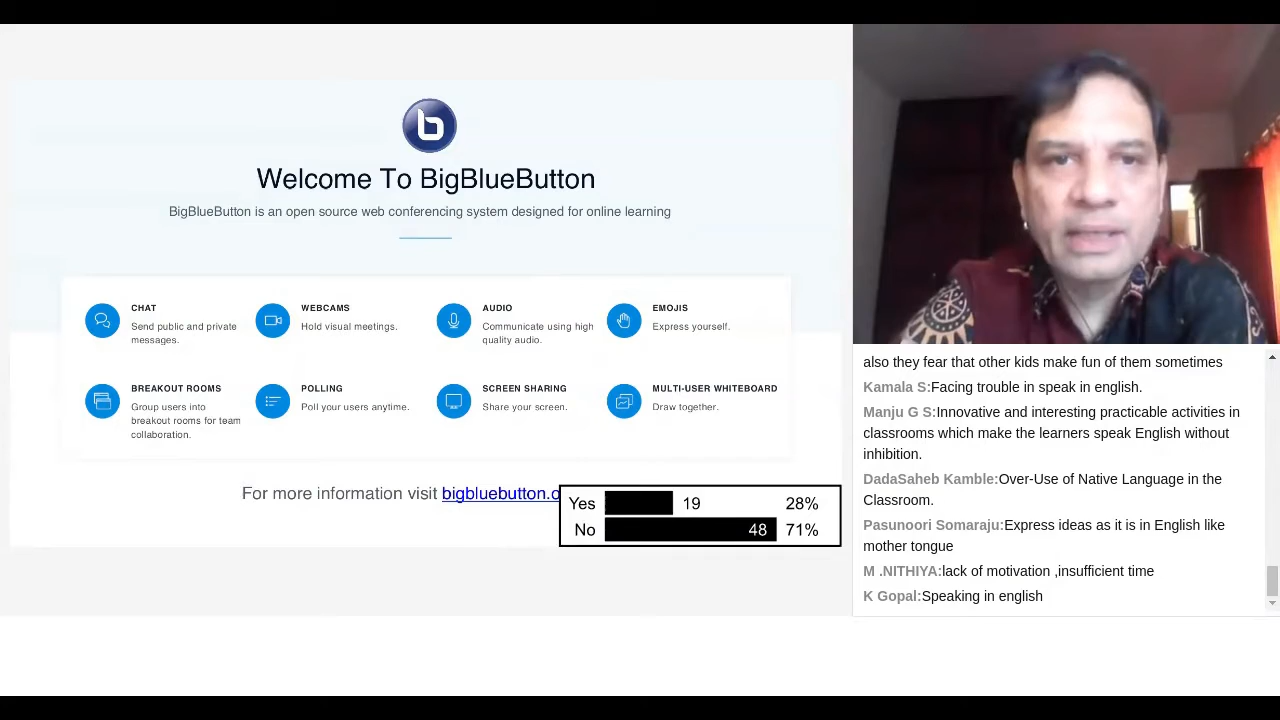 Welcome To BigBlueButton
BigBlueButton is an open source web conferencing system designed for online learning
CHAT
Send public and private
messages.
WEBCAMS
Hold visual meetings.
AUDIO
Communicate using high
quality audio.
EMOJIS
Express yourself.
BREAKOUT ROOMS
Group users into
breakout rooms for team
collaboration.
POLLING
Poll your users anytime.
SCREEN SHARING
Share your screen.
MULTI-USER WHITEBOARD
Draw together.
For more information visit bigbluebutton.o
Yes 19 28%
No 48 71%
also they fear that other kids make fun of them sometimes
Kamala S:Facing trouble in speak in english.
Manju G S:Innovative and interesting practicable activities in
classrooms which make the learners speak English without
inhibition.
DadaSaheb Kamble:Over-Use of Native Language in the
Classroom.
Pasunoori Somaraju:Express ideas as it is in English like
mother tongue
M .NITHIYA:lack of motivation ,insufficient time
K Gopal:Speaking in english